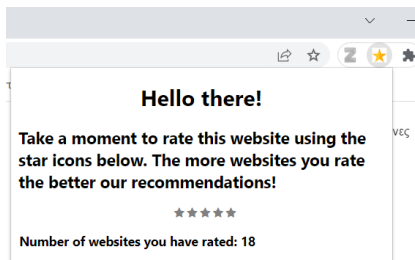 Hello there!
Take a moment to rate this website using the
star icons below. The more websites you rate
the better our recommendations!
νες
Number of websites you have rated: 18